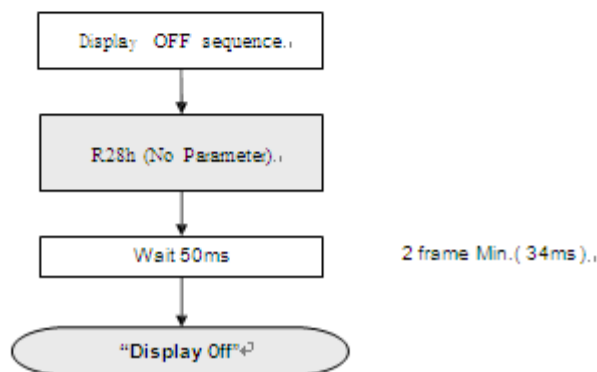 Display OFF sequence.
R28h (No Parameter).
Wait 50ms
2 frame Min.( 34ms).
“Display Off”